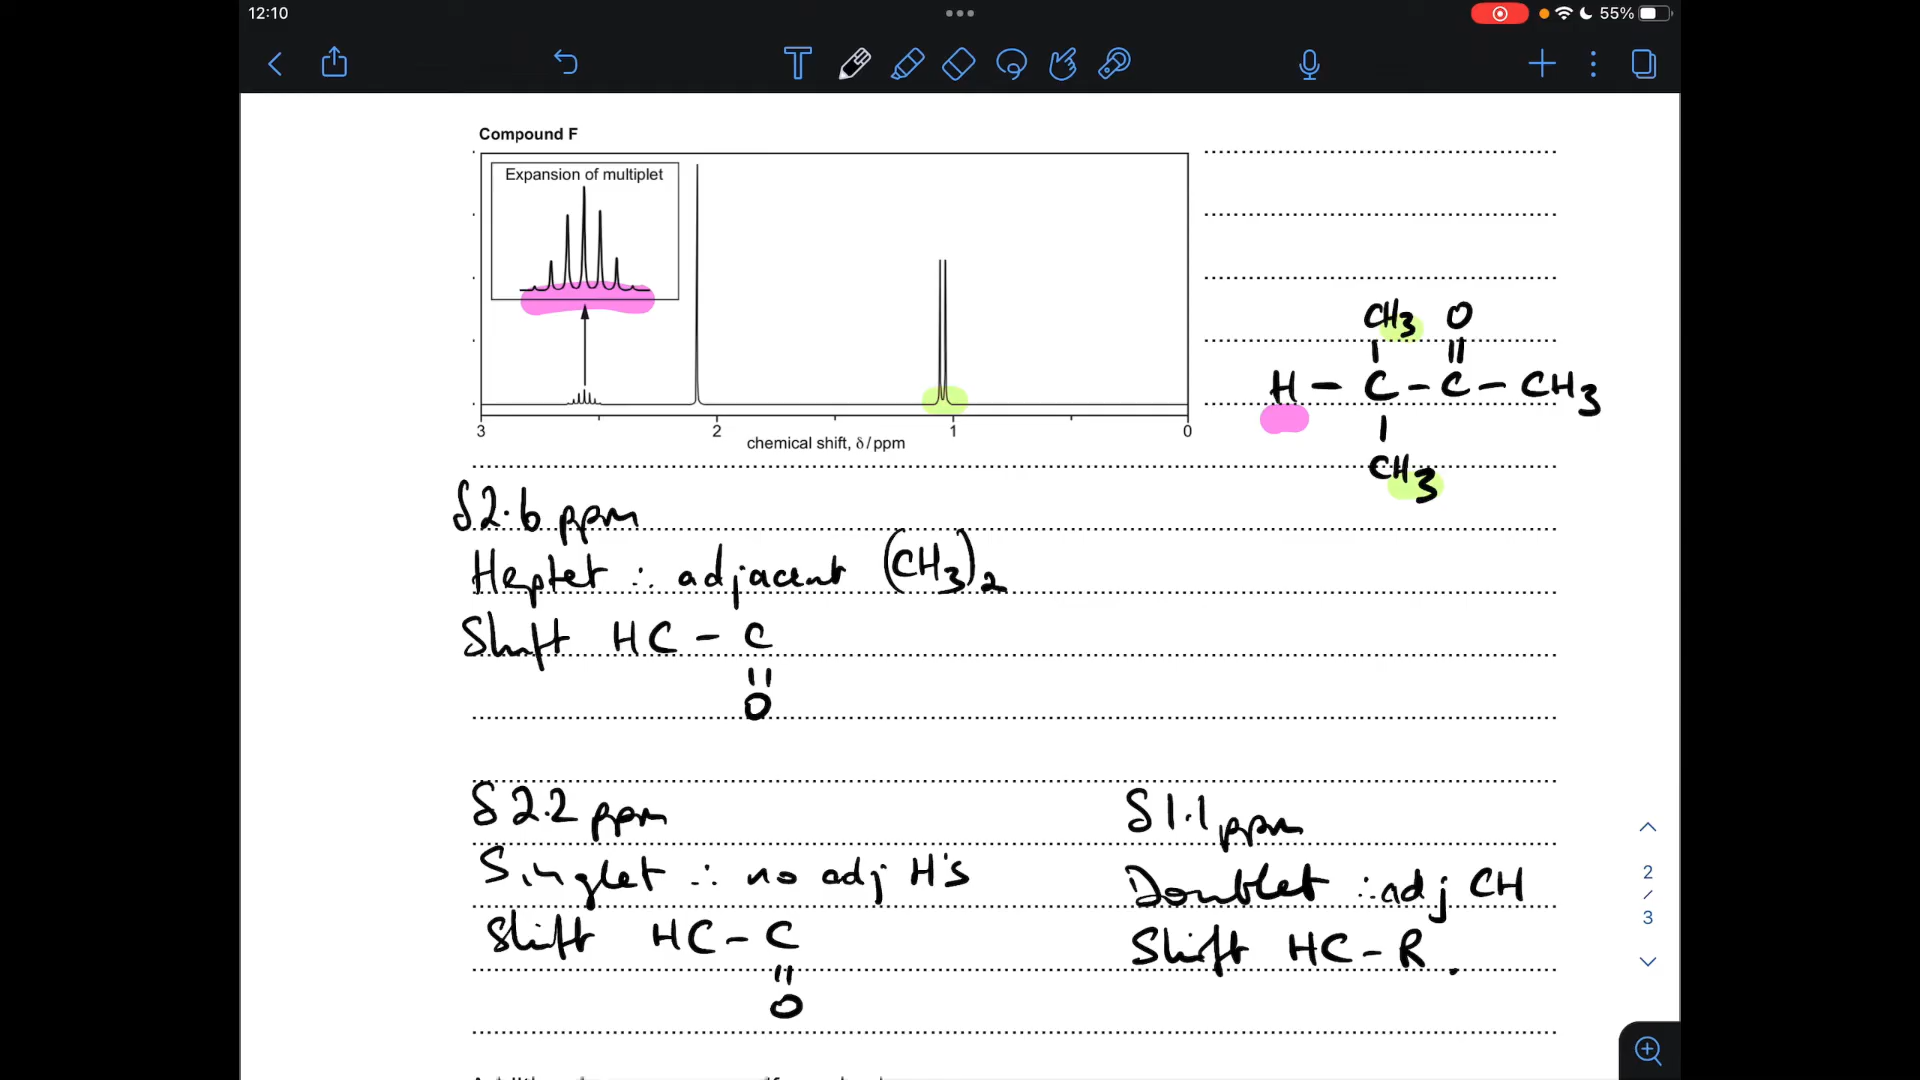 12:10
55%
T
Compound F
Expansion of multiplet
3 2 1 0
chemical shift, δ/ppm
CH3 O
| ||
H – C – C – CH3
|
CH3
δ2.6 ppm
Heptet ∴ adjacent (CH3)2
Shift HC – C
||
O
δ 2.2 ppm
Singlet ∴ no adj H's
Shift HC – C
||
O
δ 1.1 ppm
Doublet ∴ adj CH
Shift HC – R.
2
/
3